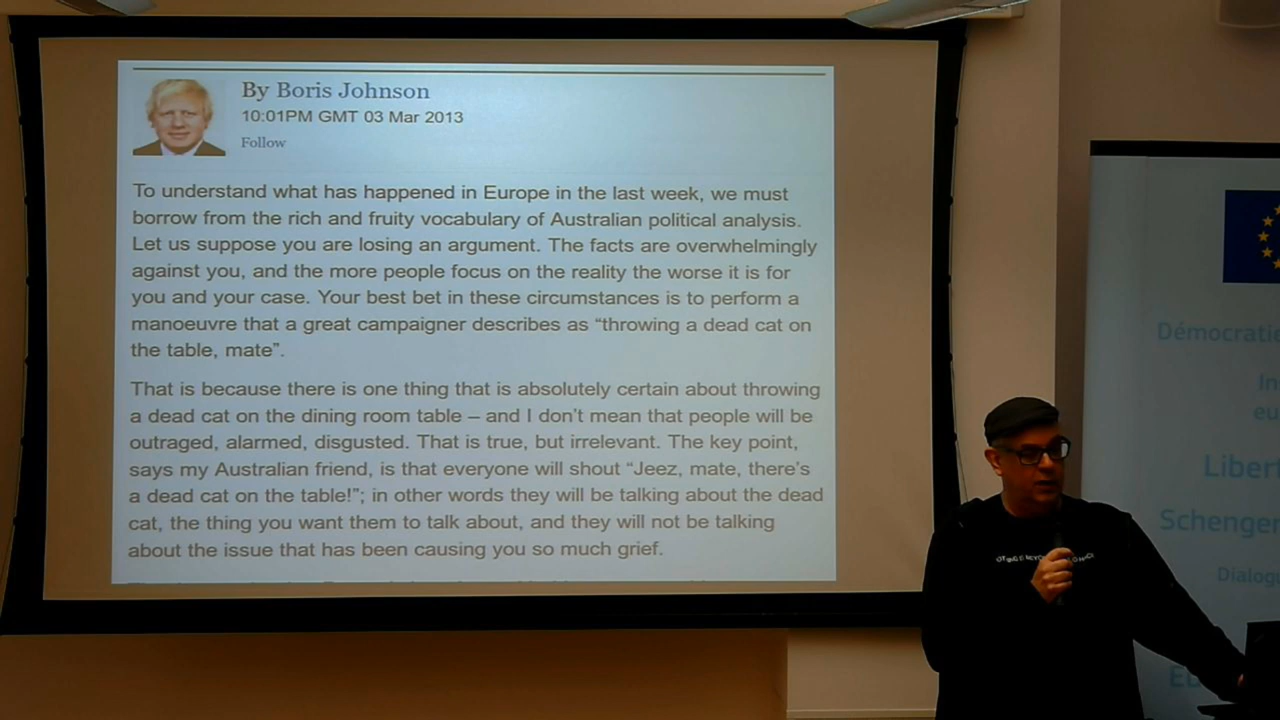 By Boris Johnson
10:01PM GMT 03 Mar 2013
Follow
To understand what has happened in Europe in the last week, we must
borrow from the rich and fruity vocabulary of Australian political analysis.
Let us suppose you are losing an argument. The facts are overwhelmingly
against you, and the more people focus on the reality the worse it is for
you and your case. Your best bet in these circumstances is to perform a
manoeuvre that a great campaigner describes as “throwing a dead cat on
the table, mate”.
That is because there is one thing that is absolutely certain about throwing
a dead cat on the dining room table – and I don’t mean that people will be
outraged, alarmed, disgusted. That is true, but irrelevant. The key point,
says my Australian friend, is that everyone will shout “Jeez, mate, there’s
a dead cat on the table!”; in other words they will be talking about the dead
cat, the thing you want them to talk about, and they will not be talking
about the issue that has been causing you so much grief.
Démocratie
In
eu
Libert
Schengen
Dialog